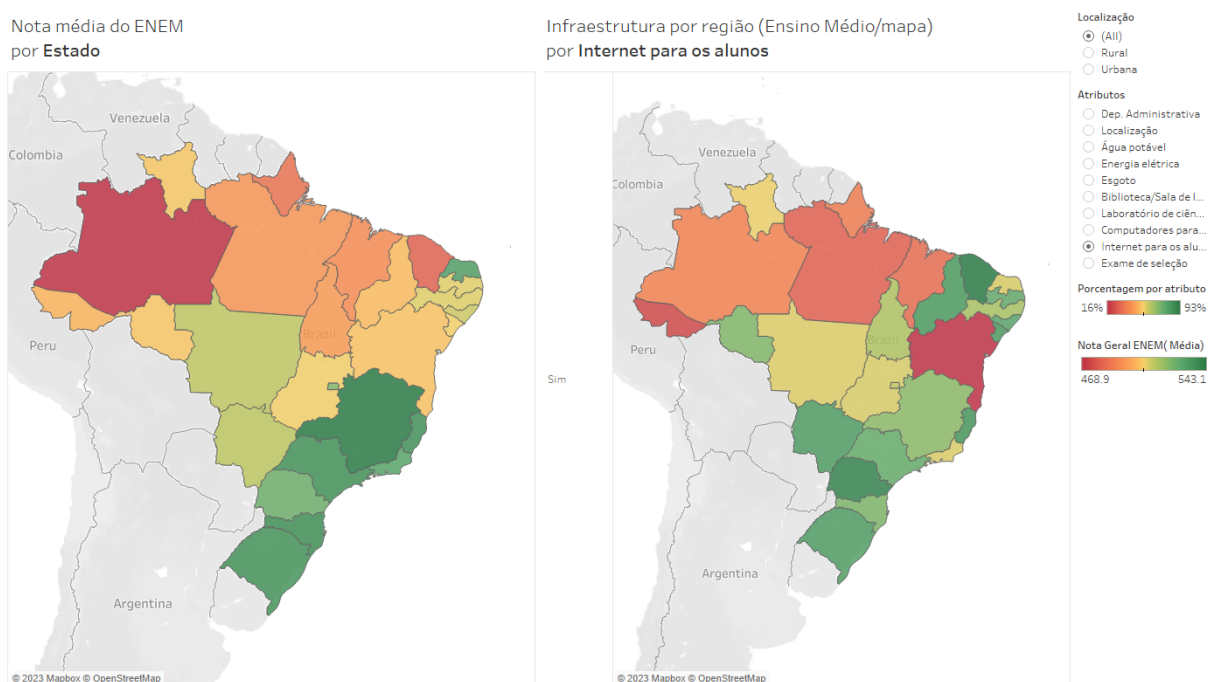 Nota média do ENEM
por Estado
Venezuela
Colombia
Peru
Brazil
Argentina
© 2023 Mapbox © OpenStreetMap
Infraestrutura por região (Ensino Médio/mapa)
por Internet para os alunos
Sim
Venezuela
Colombia
Peru
Brazil
Argentina
© 2023 Mapbox © OpenStreetMap
Localização
(All)
Rural
Urbana
Atributos
Dep. Administrativa
Localização
Água potável
Energia elétrica
Esgoto
Biblioteca/Sala de l...
Laboratório de ciên...
Computadores para...
Internet para os alu...
Exame de seleção
Porcentagem por atributo
16% 93%
Nota Geral ENEM( Média)
468.9 543.1